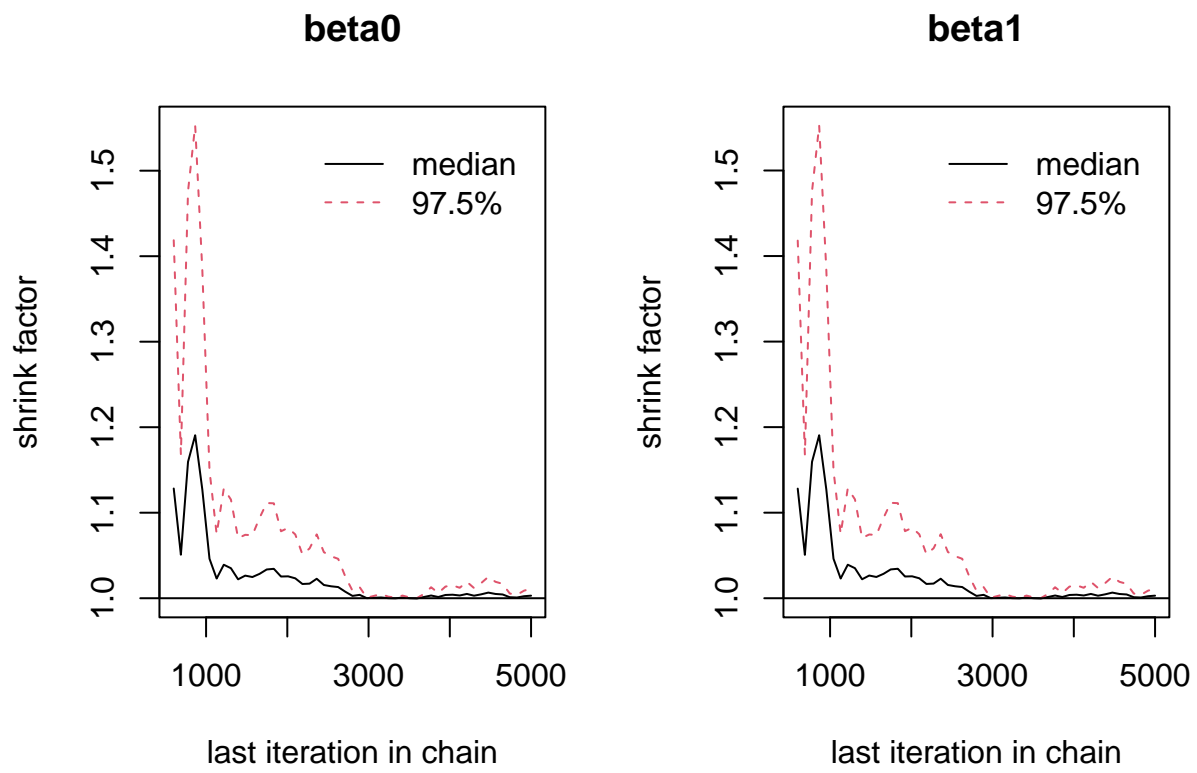 beta0
shrink factor
1.0
1.1
1.2
1.3
1.4
1.5
median
97.5%
1000
3000
5000
last iteration in chain
beta1
shrink factor
1.0
1.1
1.2
1.3
1.4
1.5
median
97.5%
1000
3000
5000
last iteration in chain